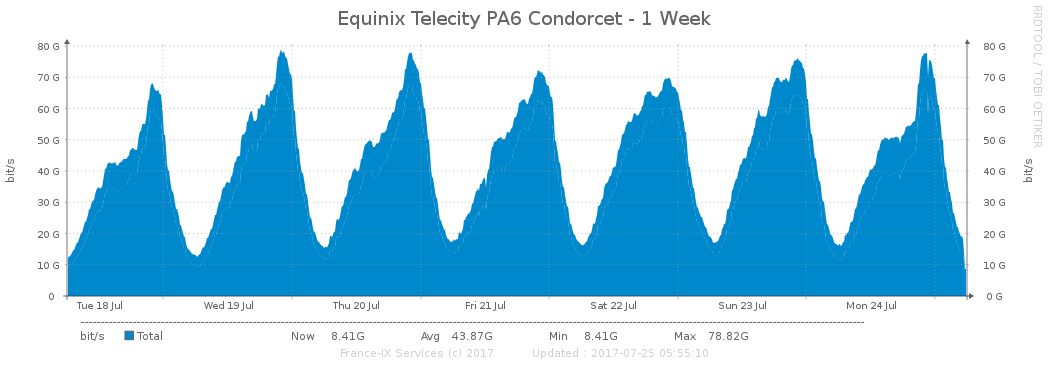 Equinix Telecity PA6 Condorcet - 1 Week
RRDTOOL / TOBI OETIKER
bit/s
80 G
70 G
60 G
50 G
40 G
30 G
20 G
10 G
0
80 G
70 G
60 G
50 G
40 G
30 G
20 G
10 G
0 G
bit/s
Tue 18 Jul Wed 19 Jul Thu 20 Jul Fri 21 Jul Sat 22 Jul Sun 23 Jul Mon 24 Jul
bit/s Total Now 8.41G Avg 43.87G Min 8.41G Max 78.82G
France-IX Services (c) 2017 Updated : 2017-07-25 05:55:10